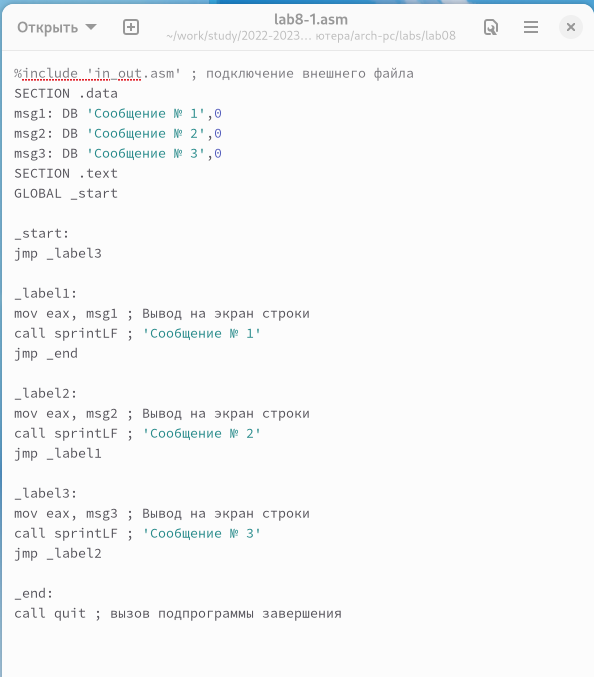 Открыть
lab8-1.asm
~/work/study/2022-2023... ютера/arch-pc/labs/lab08
%include 'in_out.asm' ; подключение внешнего файла
SECTION .data
msg1: DB 'Сообщение № 1',0
msg2: DB 'Сообщение № 2',0
msg3: DB 'Сообщение № 3',0
SECTION .text
GLOBAL _start
_start:
jmp _label3
_label1:
mov eax, msg1 ; Вывод на экран строки
call sprintLF ; 'Сообщение № 1'
jmp _end
_label2:
mov eax, msg2 ; Вывод на экран строки
call sprintLF ; 'Сообщение № 2'
jmp _label1
_label3:
mov eax, msg3 ; Вывод на экран строки
call sprintLF ; 'Сообщение № 3'
jmp _label2
_end:
call quit ; вызов подпрограммы завершения